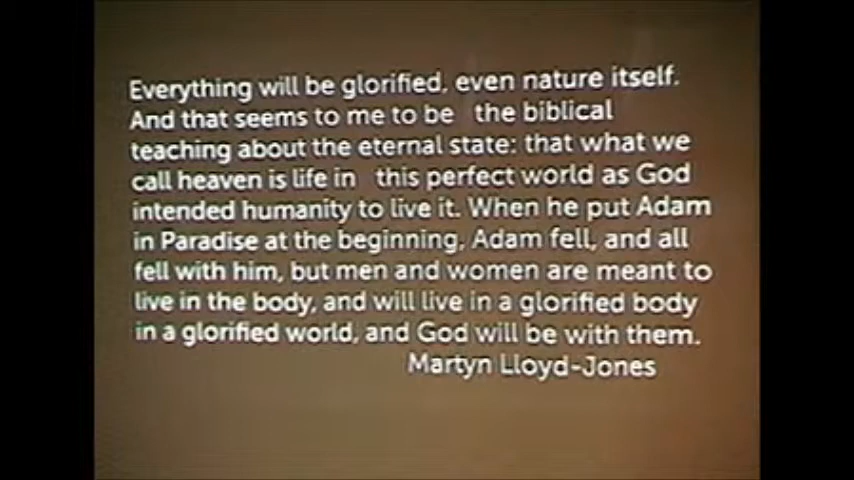 Everything will be glorified, even nature itself.
And that seems to me to be the biblical
teaching about the eternal state: that what we
call heaven is life in this perfect world as God
intended humanity to live it. When he put Adam
in Paradise at the beginning, Adam fell, and all
fell with him, but men and women are meant to
live in the body, and will live in a glorified body
in a glorified world, and God will be with them.
Martyn Lloyd-Jones